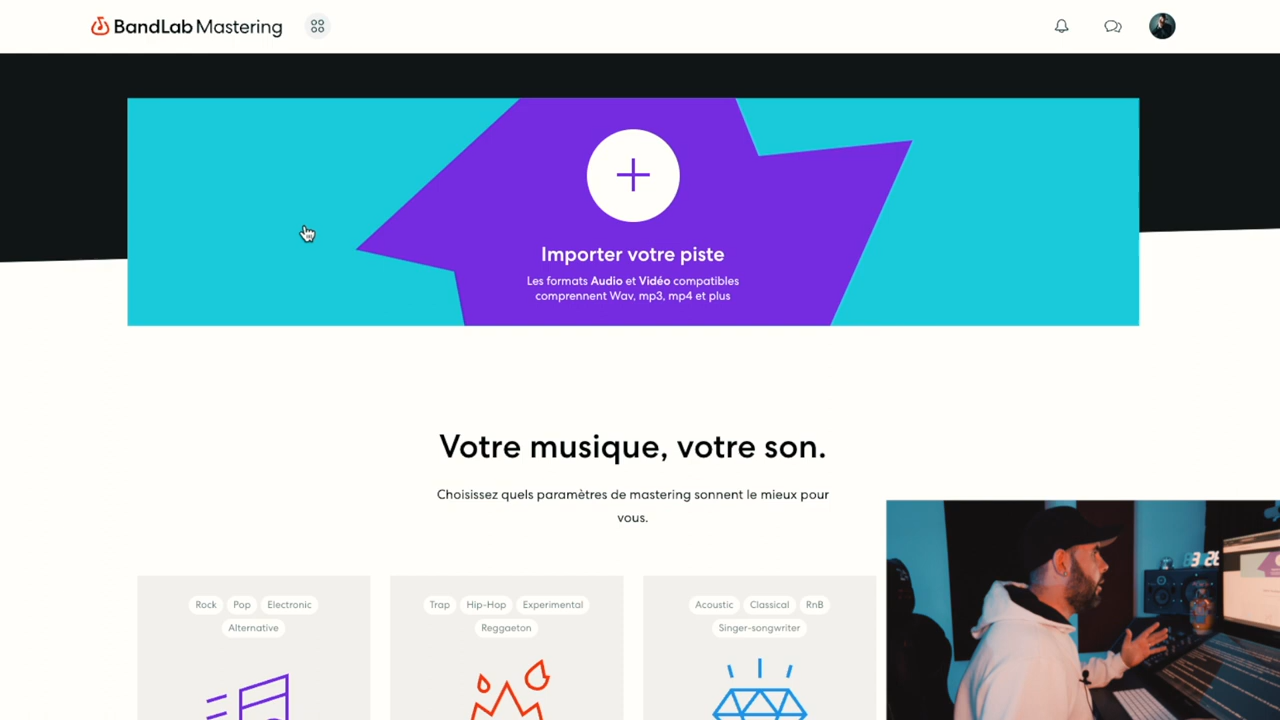 BandLab Mastering
Importer votre piste
Les formats Audio et Vidéo compatibles
comprennent Wav, mp3, mp4 et plus
Votre musique, votre son.
Choisissez quels paramètres de mastering sonnent le mieux pour
vous.
Rock Pop Electronic
Alternative
Trap Hip-Hop Experimental
Reggaeton
Acoustic Classical RnB
Singer-songwriter